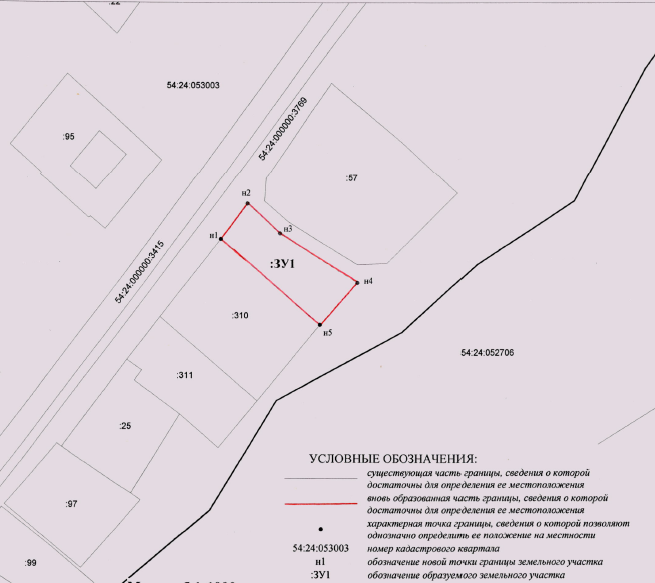 :22
54:24:053003
:95
54:24:000000:3769
:57
н2
н1
н3
:ЗУ1
54:24:000000:3415
н4
:310
н5
54:24:052706
:311
:25
:97
:99
УСЛОВНЫЕ ОБОЗНАЧЕНИЯ:
существующая часть границы, сведения о которой
достаточны для определения ее местоположения
вновь образованная часть границы, сведения о которой
достаточны для определения ее местоположения
характерная точка границы, сведения о которой позволяют
однозначно определить ее положение на местности
54:24:053003 номер кадастрового квартала
н1 обозначение новой точки границы земельного участка
:ЗУ1 обозначение образуемого земельного участка